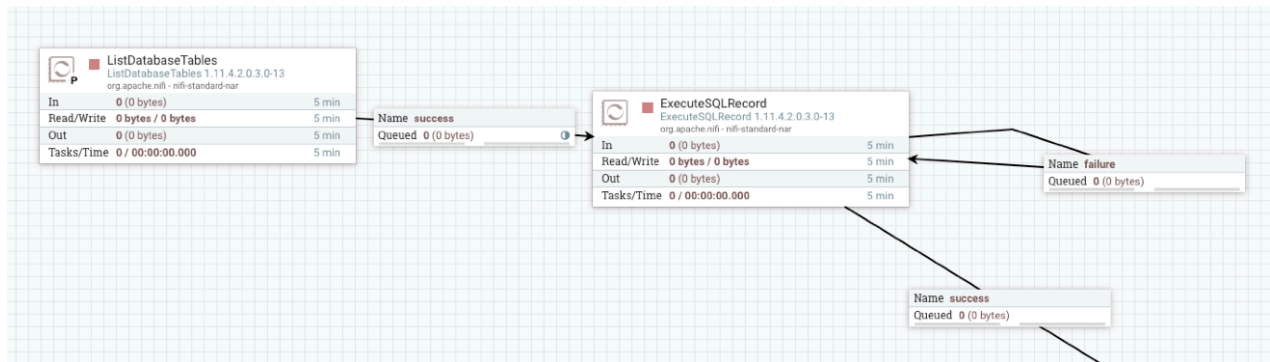 ListDatabaseTables
ListDatabaseTables 1.11.4.2.0.3.0-13
org.apache.nifi - nifi-standard-nar
P
In 0 (0 bytes) 5 min
Read/Write 0 bytes / 0 bytes 5 min
Out 0 (0 bytes) 5 min
Tasks/Time 0 / 00:00:00.000 5 min
Name success
Queued 0 (0 bytes)
ExecuteSQLRecord
ExecuteSQLRecord 1.11.4.2.0.3.0-13
org.apache.nifi - nifi-standard-nar
In 0 (0 bytes) 5 min
Read/Write 0 bytes / 0 bytes 5 min
Out 0 (0 bytes) 5 min
Tasks/Time 0 / 00:00:00.000 5 min
Name failure
Queued 0 (0 bytes)
Name success
Queued 0 (0 bytes)